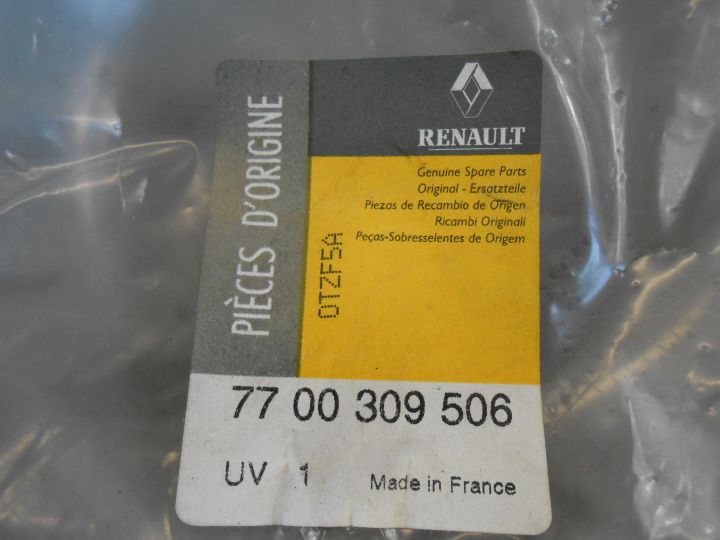 PIÈCES D'ORIGINE
RENAULT
Genuine Spare Parts
Original - Ersatzteile
Piezas de Recambio de Origen
Ricambi Originali
Peças-Sobresselentes de Origem
OTZF5A
77 00 309 506
UV 1 Made in France